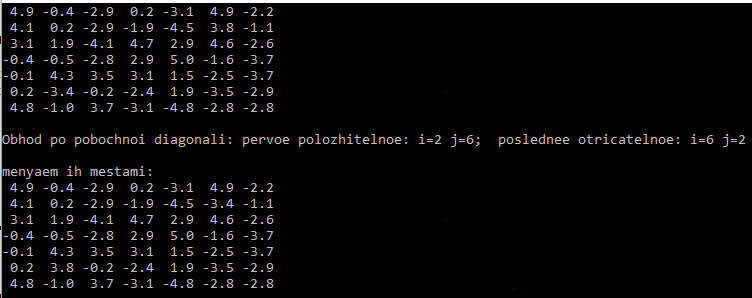 4.9 -0.4 -2.9 0.2 -3.1 4.9 -2.2
4.1 0.2 -2.9 -1.9 -4.5 3.8 -1.1
3.1 1.9 -4.1 4.7 2.9 4.6 -2.6
-0.4 -0.5 -2.8 2.9 5.0 -1.6 -3.7
-0.1 4.3 3.5 3.1 1.5 -2.5 -3.7
0.2 -3.4 -0.2 -2.4 1.9 -3.5 -2.9
4.8 -1.0 3.7 -3.1 -4.8 -2.8 -2.8
Obhod po pobochnoi diagonali: pervoe polozhitelnoe: i=2 j=6; poslednee otricatelnoe: i=6 j=2
menyaem ih mestami:
4.9 -0.4 -2.9 0.2 -3.1 4.9 -2.2
4.1 0.2 -2.9 -1.9 -4.5 -3.4 -1.1
3.1 1.9 -4.1 4.7 2.9 4.6 -2.6
-0.4 -0.5 -2.8 2.9 5.0 -1.6 -3.7
-0.1 4.3 3.5 3.1 1.5 -2.5 -3.7
0.2 3.8 -0.2 -2.4 1.9 -3.5 -2.9
4.8 -1.0 3.7 -3.1 -4.8 -2.8 -2.8